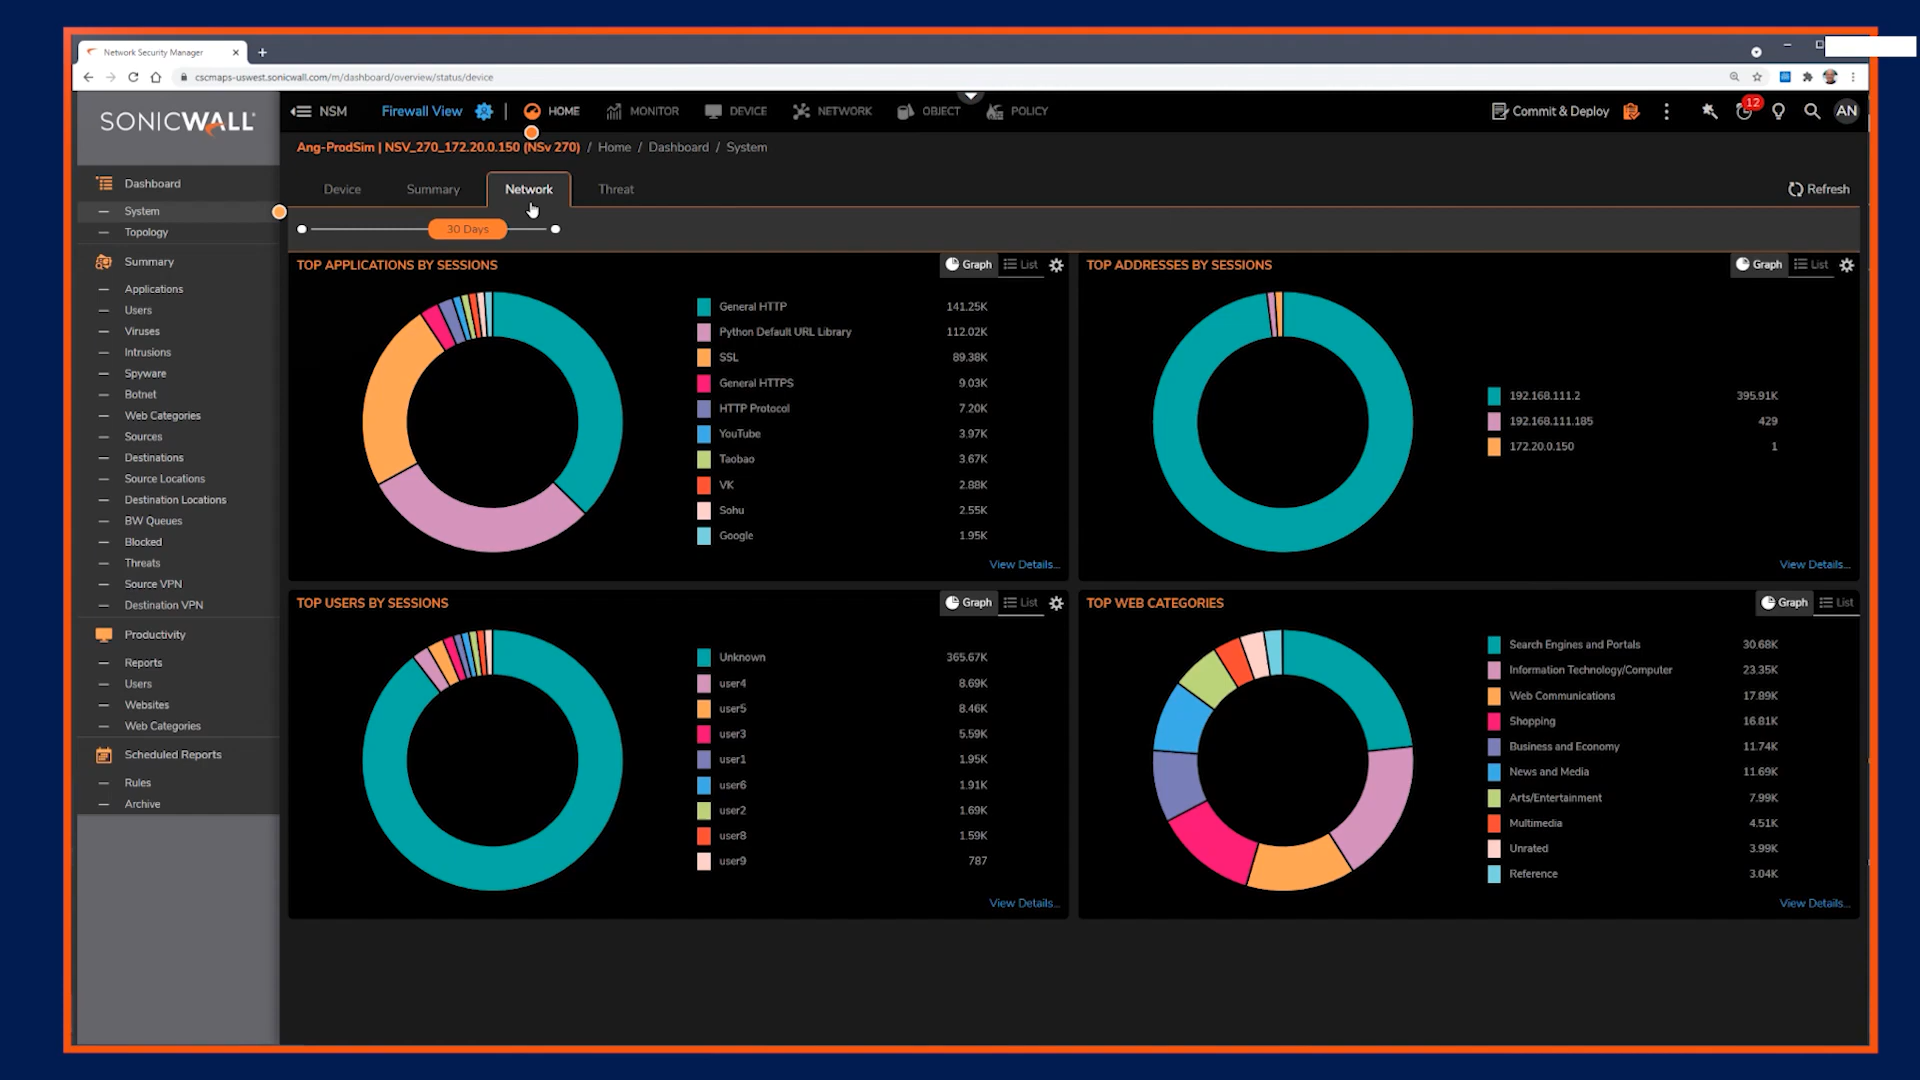 Network Security Manager
cscmaps-uswest.sonicwall.com/m/dashboard/overview/status/device
SONICWALL
NSM
Firewall View
HOME
MONITOR
DEVICE
NETWORK
OBJECT
POLICY
Commit & Deploy
12
AN
Ang-ProdSim | NSV_270_172.20.0.150 (NSv 270) / Home / Dashboard / System
Device
Summary
Network
Threat
Refresh
30 Days
Dashboard
System
Topology
Summary
Applications
Users
Viruses
Intrusions
Spyware
Botnet
Web Categories
Sources
Destinations
Source Locations
Destination Locations
BW Queues
Blocked
Threats
Source VPN
Destination VPN
Productivity
Reports
Users
Websites
Web Categories
Scheduled Reports
Rules
Archive
TOP APPLICATIONS BY SESSIONS
Graph
List
General HTTP 141.25K
Python Default URL Library 112.02K
SSL 89.38K
General HTTPS 9.03K
HTTP Protocol 7.20K
YouTube 3.97K
Taobao 3.67K
VK 2.88K
Sohu 2.55K
Google 1.95K
View Details...
TOP ADDRESSES BY SESSIONS
Graph
List
192.168.111.2 395.91K
192.168.111.185 429
172.20.0.150 1
View Details...
TOP USERS BY SESSIONS
Graph
List
Unknown 365.67K
user4 8.69K
user5 8.46K
user3 5.59K
user1 1.95K
user6 1.91K
user2 1.69K
user8 1.59K
user9 787
View Details...
TOP WEB CATEGORIES
Graph
List
Search Engines and Portals 30.68K
Information Technology/Computer 23.35K
Web Communications 17.89K
Shopping 16.81K
Business and Economy 11.74K
News and Media 11.69K
Arts/Entertainment 7.99K
Multimedia 4.51K
Unrated 3.99K
Reference 3.04K
View Details...